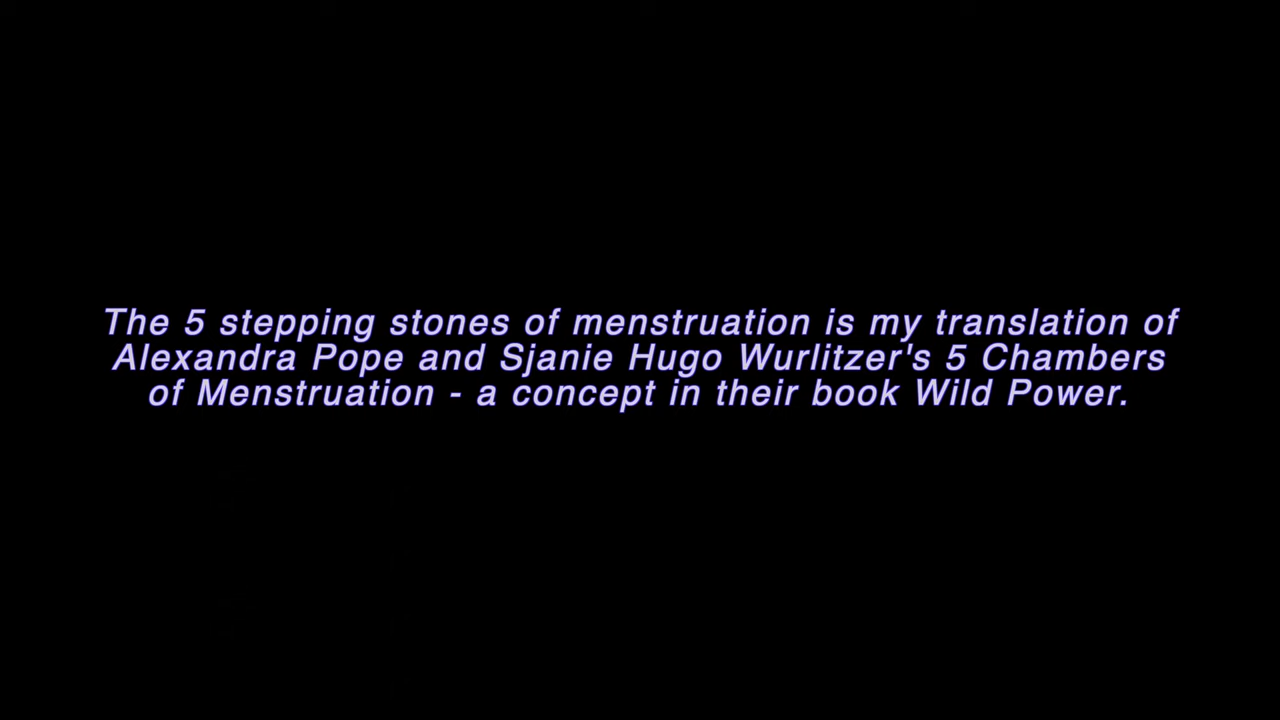 The 5 stepping stones of menstruation is my translation of
Alexandra Pope and Sjanie Hugo Wurlitzer's 5 Chambers
of Menstruation - a concept in their book Wild Power.